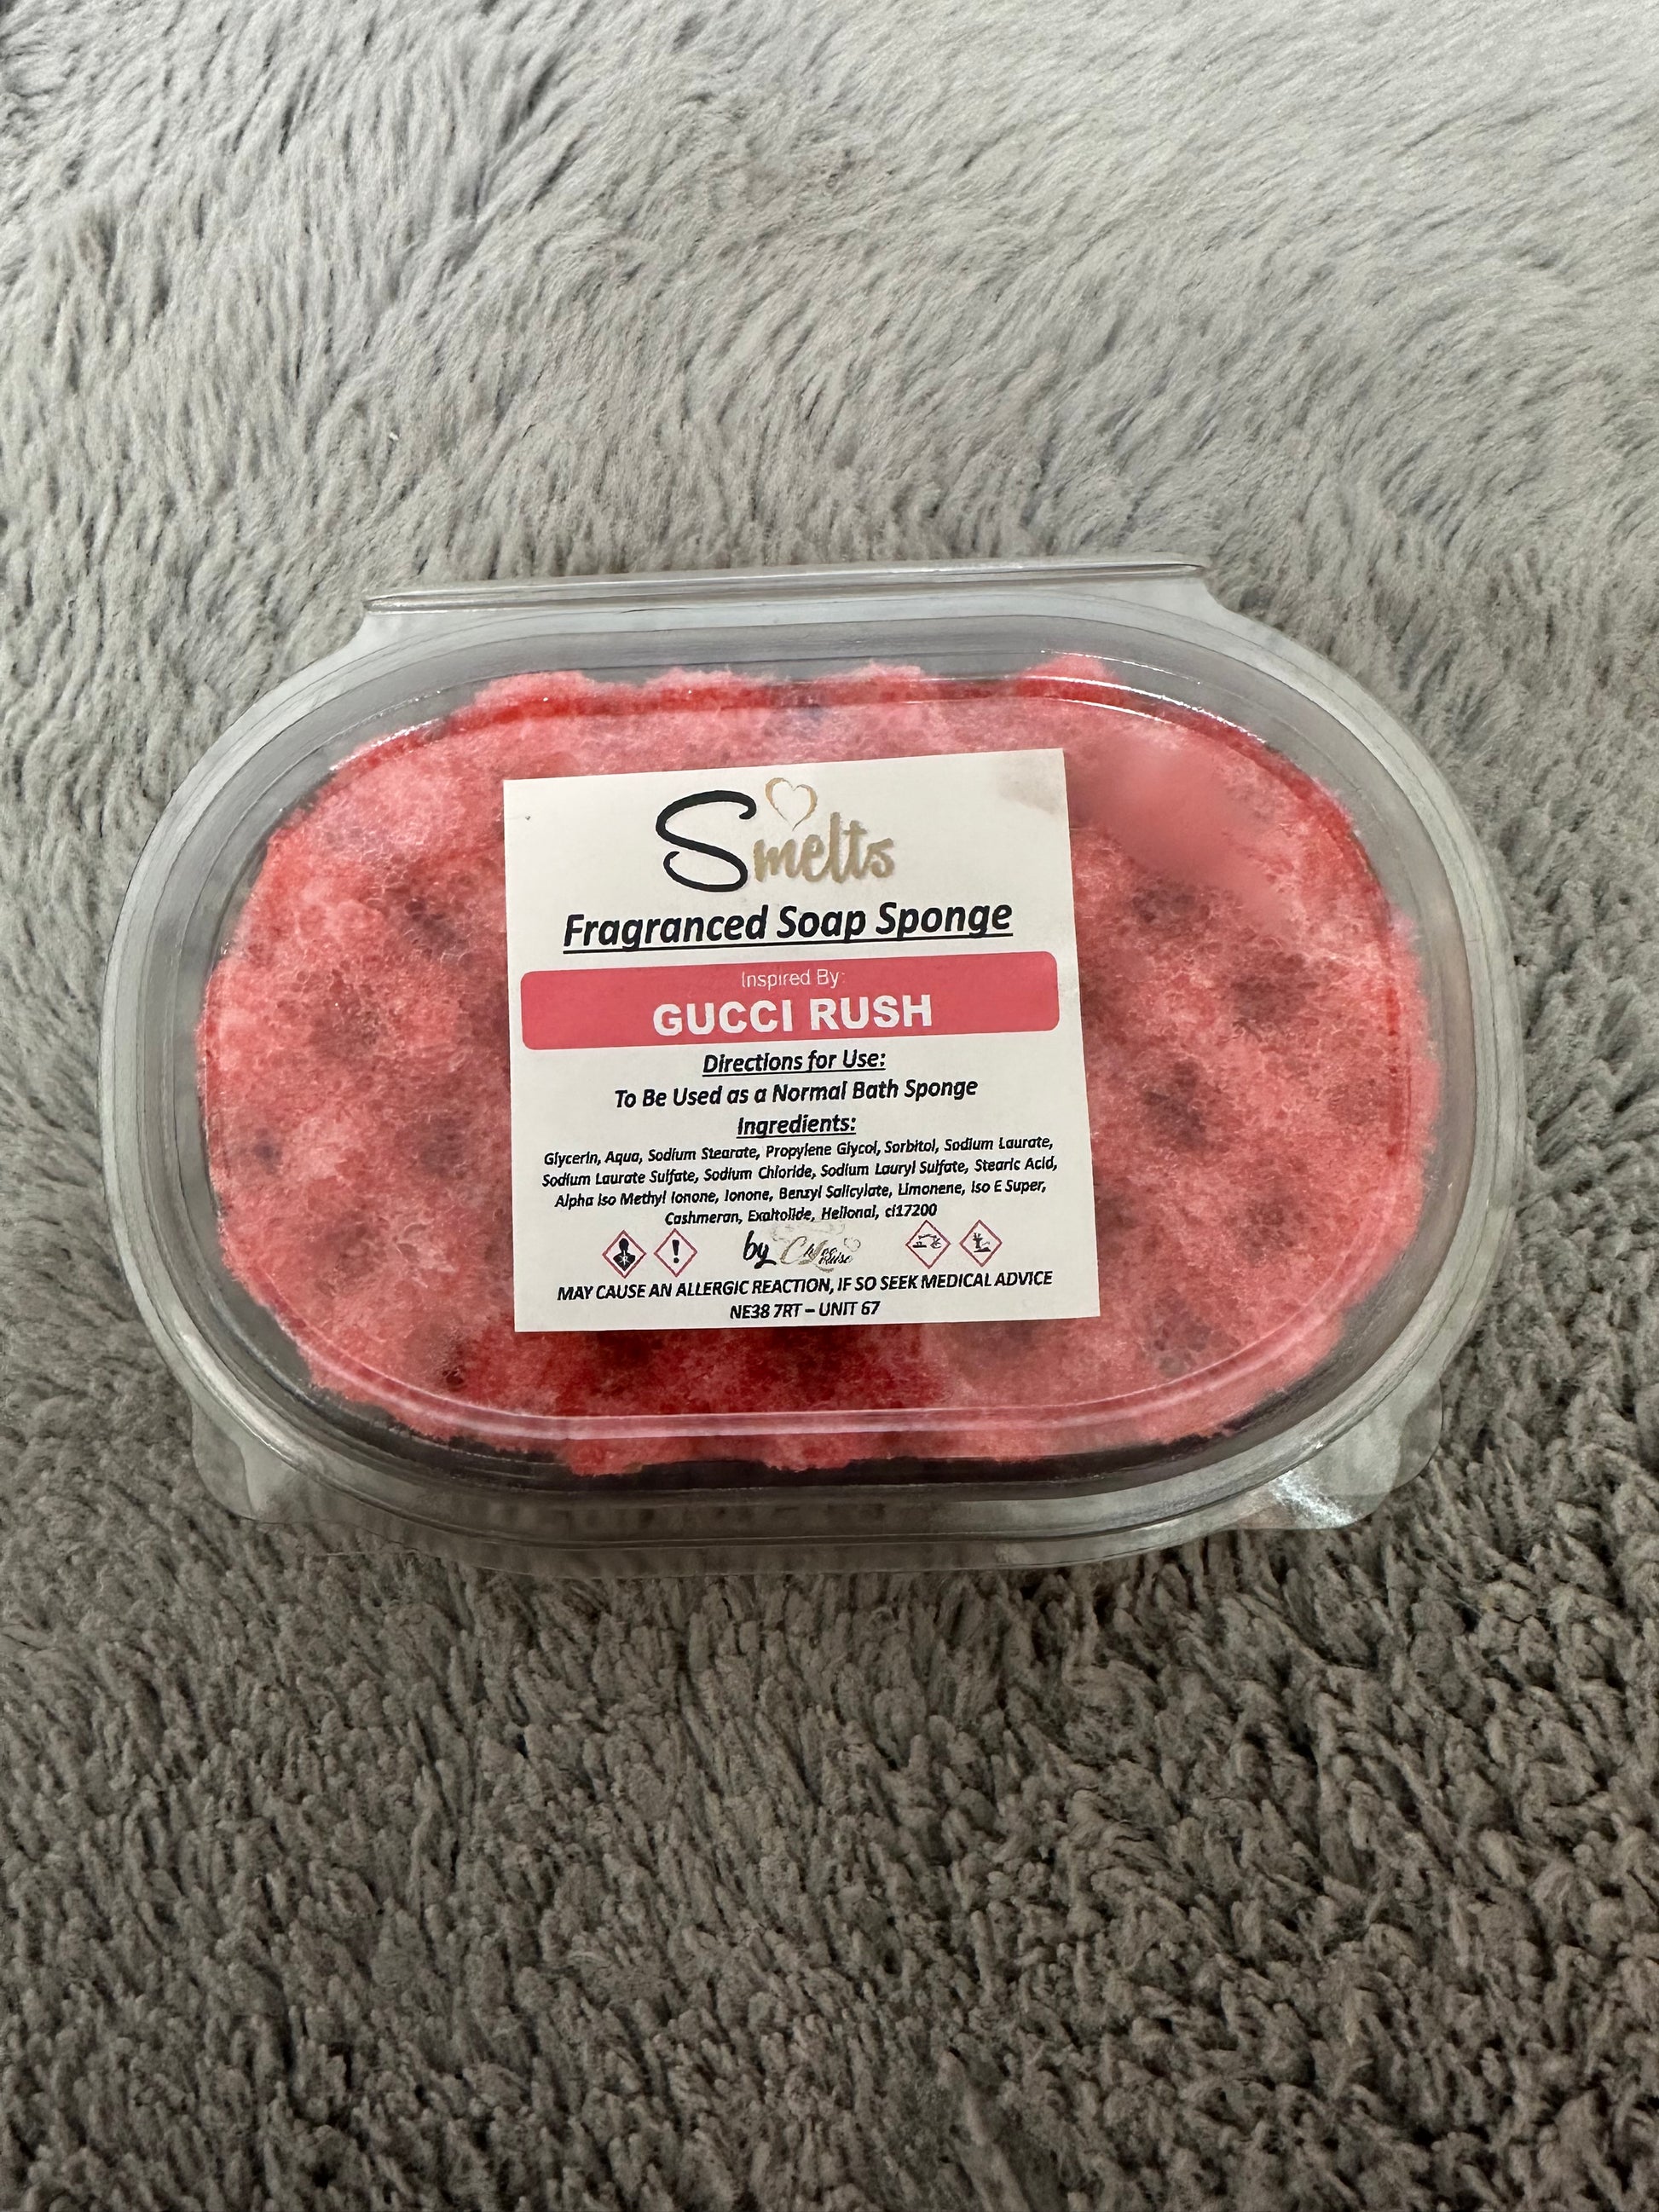 Smelts
Fragranced Soap Sponge
Inspired By:
GUCCI RUSH
Directions for Use:
To Be Used as a Normal Bath Sponge
Ingredients:
Glycerin, Aqua, Sodium Stearate, Propylene Glycol, Sorbitol, Sodium Laurate,
Sodium Laurate Sulfate, Sodium Chloride, Sodium Lauryl Sulfate, Stearic Acid,
Alpha Iso Methyl Ionone, Ionone, Benzyl Salicylate, Limonene, Iso E Super,
Cashmeran, Exaltolide, Helional, ci17200
by
MAY CAUSE AN ALLERGIC REACTION, IF SO SEEK MEDICAL ADVICE
NE38 7RT – UNIT 67